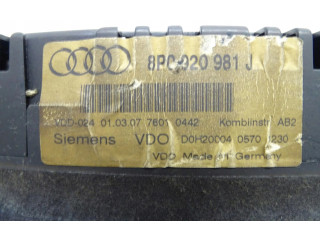 8P0 920 981 J
VDD-024 01.03.07 7601 0442 Kombiinstr. AB2
Siemens VDO D0H20004 0570 1230
VDO Made in Germany